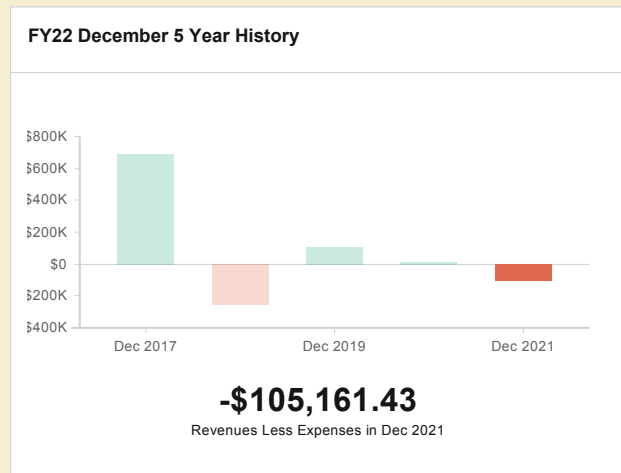 FY22 December 5 Year History
$800K
$600K
$400K
$200K
$0
$200K
$400K
Dec 2017
Dec 2019
Dec 2021
-$105,161.43
Revenues Less Expenses in Dec 2021